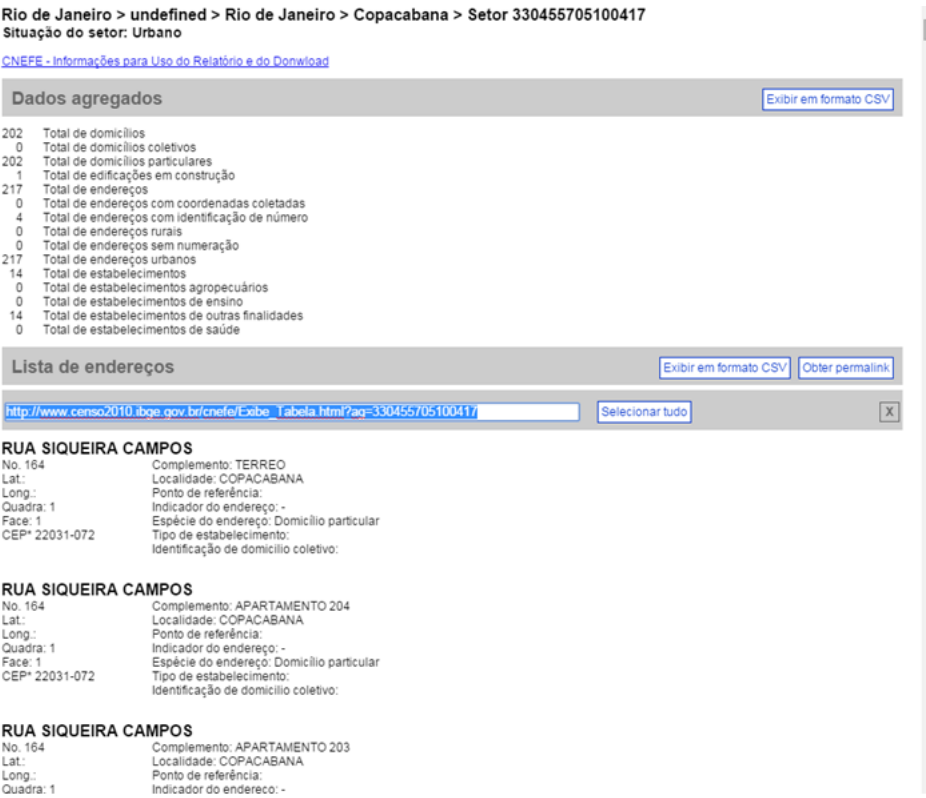 Rio de Janeiro > undefined > Rio de Janeiro > Copacabana > Setor 330455705100417
Situação do setor: Urbano
CNEFE - Informações para Uso do Relatório e do Donwload
Dados agregados
Exibir em formato CSV
202 Total de domicílios
0 Total de domicílios coletivos
202 Total de domicílios particulares
1 Total de edificações em construção
217 Total de endereços
0 Total de endereços com coordenadas coletadas
4 Total de endereços com identificação de número
0 Total de endereços rurais
0 Total de endereços sem numeração
217 Total de endereços urbanos
14 Total de estabelecimentos
0 Total de estabelecimentos agropecuários
0 Total de estabelecimentos de ensino
14 Total de estabelecimentos de outras finalidades
0 Total de estabelecimentos de saúde
Lista de endereços
Exibir em formato CSV Obter permalink
http://www.censo2010.ibge.gov.br/cnefe/Exibe_Tabela.html?ag=330455705100417 Selecionar tudo X
RUA SIQUEIRA CAMPOS
No. 164 Complemento: TERREO
Lat.: Localidade: COPACABANA
Long.: Ponto de referência:
Quadra: 1 Indicador do endereço: -
Face: 1 Espécie do endereço: Domicílio particular
CEP* 22031-072 Tipo de estabelecimento:
Identificação de domicilio coletivo:
RUA SIQUEIRA CAMPOS
No. 164 Complemento: APARTAMENTO 204
Lat.: Localidade: COPACABANA
Long.: Ponto de referência:
Quadra: 1 Indicador do endereço: -
Face: 1 Espécie do endereço: Domicílio particular
CEP* 22031-072 Tipo de estabelecimento:
Identificação de domicilio coletivo:
RUA SIQUEIRA CAMPOS
No. 164 Complemento: APARTAMENTO 203
Lat.: Localidade: COPACABANA
Long.: Ponto de referência:
Quadra: 1 Indicador do endereço: -